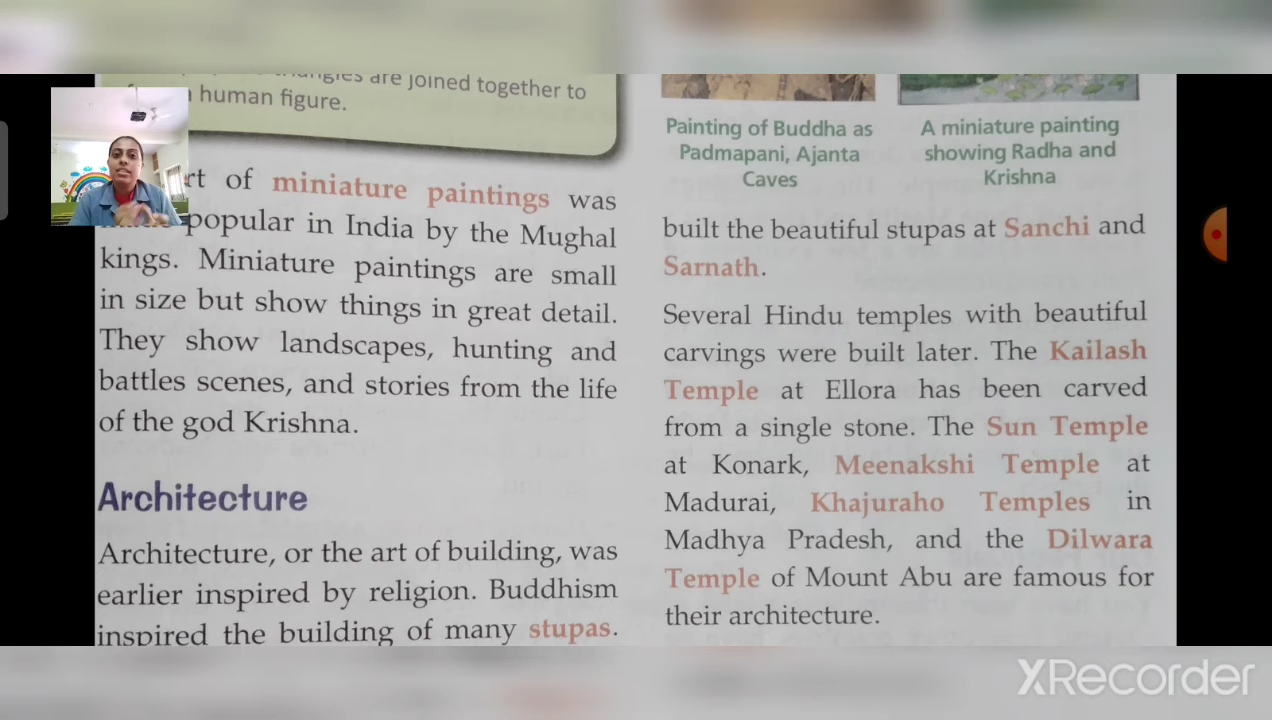 are joined together to
human figure.
of miniature paintings was
popular in India by the Mughal
kings. Miniature paintings are small
in size but show things in great detail.
They show landscapes, hunting and
battles scenes, and stories from the life
of the god Krishna.
Architecture
Architecture, or the art of building, was
earlier inspired by religion. Buddhism
inspired the building of many stupas.
Painting of Buddha as
Padmapani, Ajanta
Caves
A miniature painting
showing Radha and
Krishna
built the beautiful stupas at Sanchi and
Sarnath.
Several Hindu temples with beautiful
carvings were built later. The Kailash
Temple at Ellora has been carved
from a single stone. The Sun Temple
at Konark, Meenakshi Temple at
Madurai, Khajuraho Temples in
Madhya Pradesh, and the Dilwara
Temple of Mount Abu are famous for
their architecture.
XRecorder